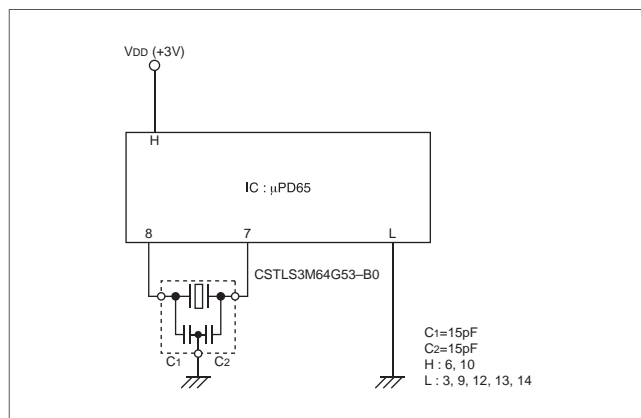 VDD (+3V)
H
IC : µPD65
8 7 L
CSTLS3M64G53–B0
C1 C2
C1=15pF
C2=15pF
H : 6, 10
L : 3, 9, 12, 13, 14